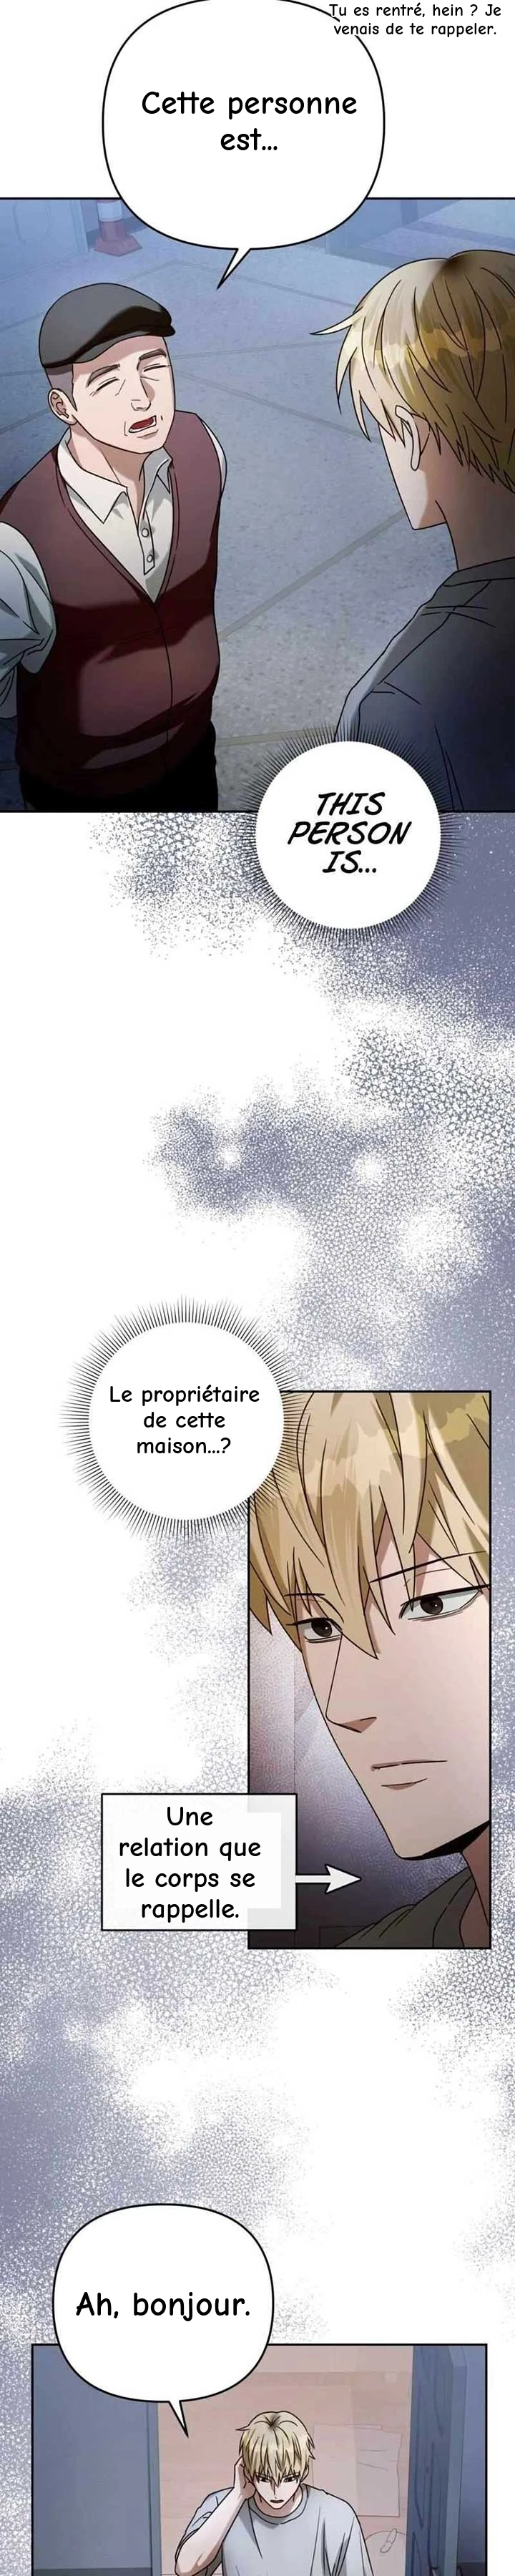 Tu es rentré, hein ? Je
venais de te rappeler.
Cette personne
est...
THIS
PERSON
IS...
Le propriétaire
de cette
maison...?
Une
relation que
le corps se
rappelle.
Ah, bonjour.